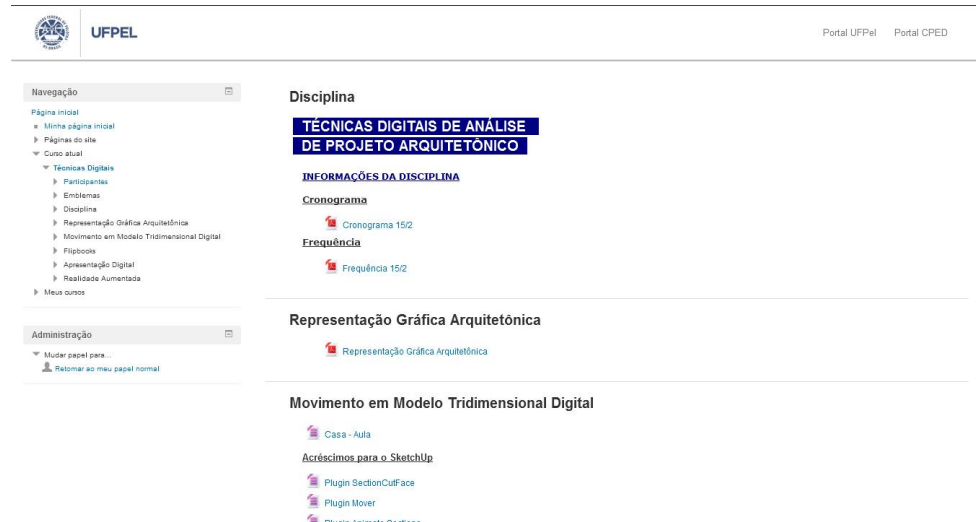 UFPEL
Portal UFPel Portal CPED
Navegação
Página inicial
Minha página inicial
Páginas do site
Curso atual
Técnicas Digitais
Participantes
Emblemas
Disciplina
Representação Gráfica Arquitetônica
Movimento em Modelo Tridimensional Digital
Flipbooks
Apresentação Digital
Realidade Aumentada
Meus cursos
Administração
Mudar papel para...
Retornar ao meu papel normal
Disciplina
TÉCNICAS DIGITAIS DE ANÁLISE
DE PROJETO ARQUITETÔNICO
INFORMAÇÕES DA DISCIPLINA
Cronograma
Cronograma 15/2
Frequência
Frequência 15/2
Representação Gráfica Arquitetônica
Representação Gráfica Arquitetônica
Movimento em Modelo Tridimensional Digital
Casa - Aula
Acréscimos para o SketchUp
Plugin SectionCutFace
Plugin Mover
Plugin Animate Sections